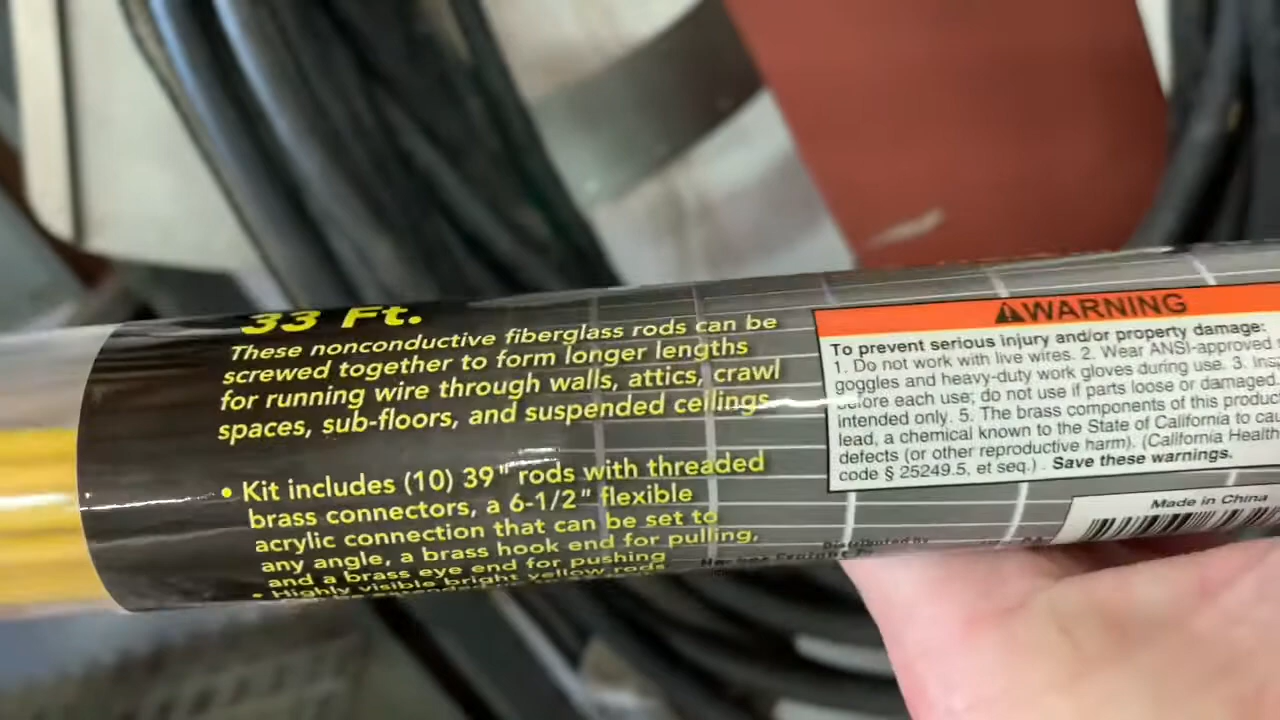 33 Ft.
These nonconductive fiberglass rods can be
screwed together to form longer lengths
for running wire through walls, attics, crawl
spaces, sub-floors, and suspended ceilings
• Kit includes (10) 39" rods with threaded
brass connectors, a 6-1/2" flexible
acrylic connection that can be set to
any angle, a brass hook end for pulling,
and a brass eye end for pushing
• Highly visible bright yellow rods
WARNING
To prevent serious injury and/or property damage:
1. Do not work with live wires. 2. Wear ANSI-approved
goggles and heavy-duty work gloves during use. 3.
before each use; do not use if parts loose or damaged.
intended only. 5. The brass components of this
lead, a chemical known to the State of California to
defects (or other reproductive harm). (California Health
code § 25249.5, et seq.) . Save these warnings.
Made in China
Distributed by